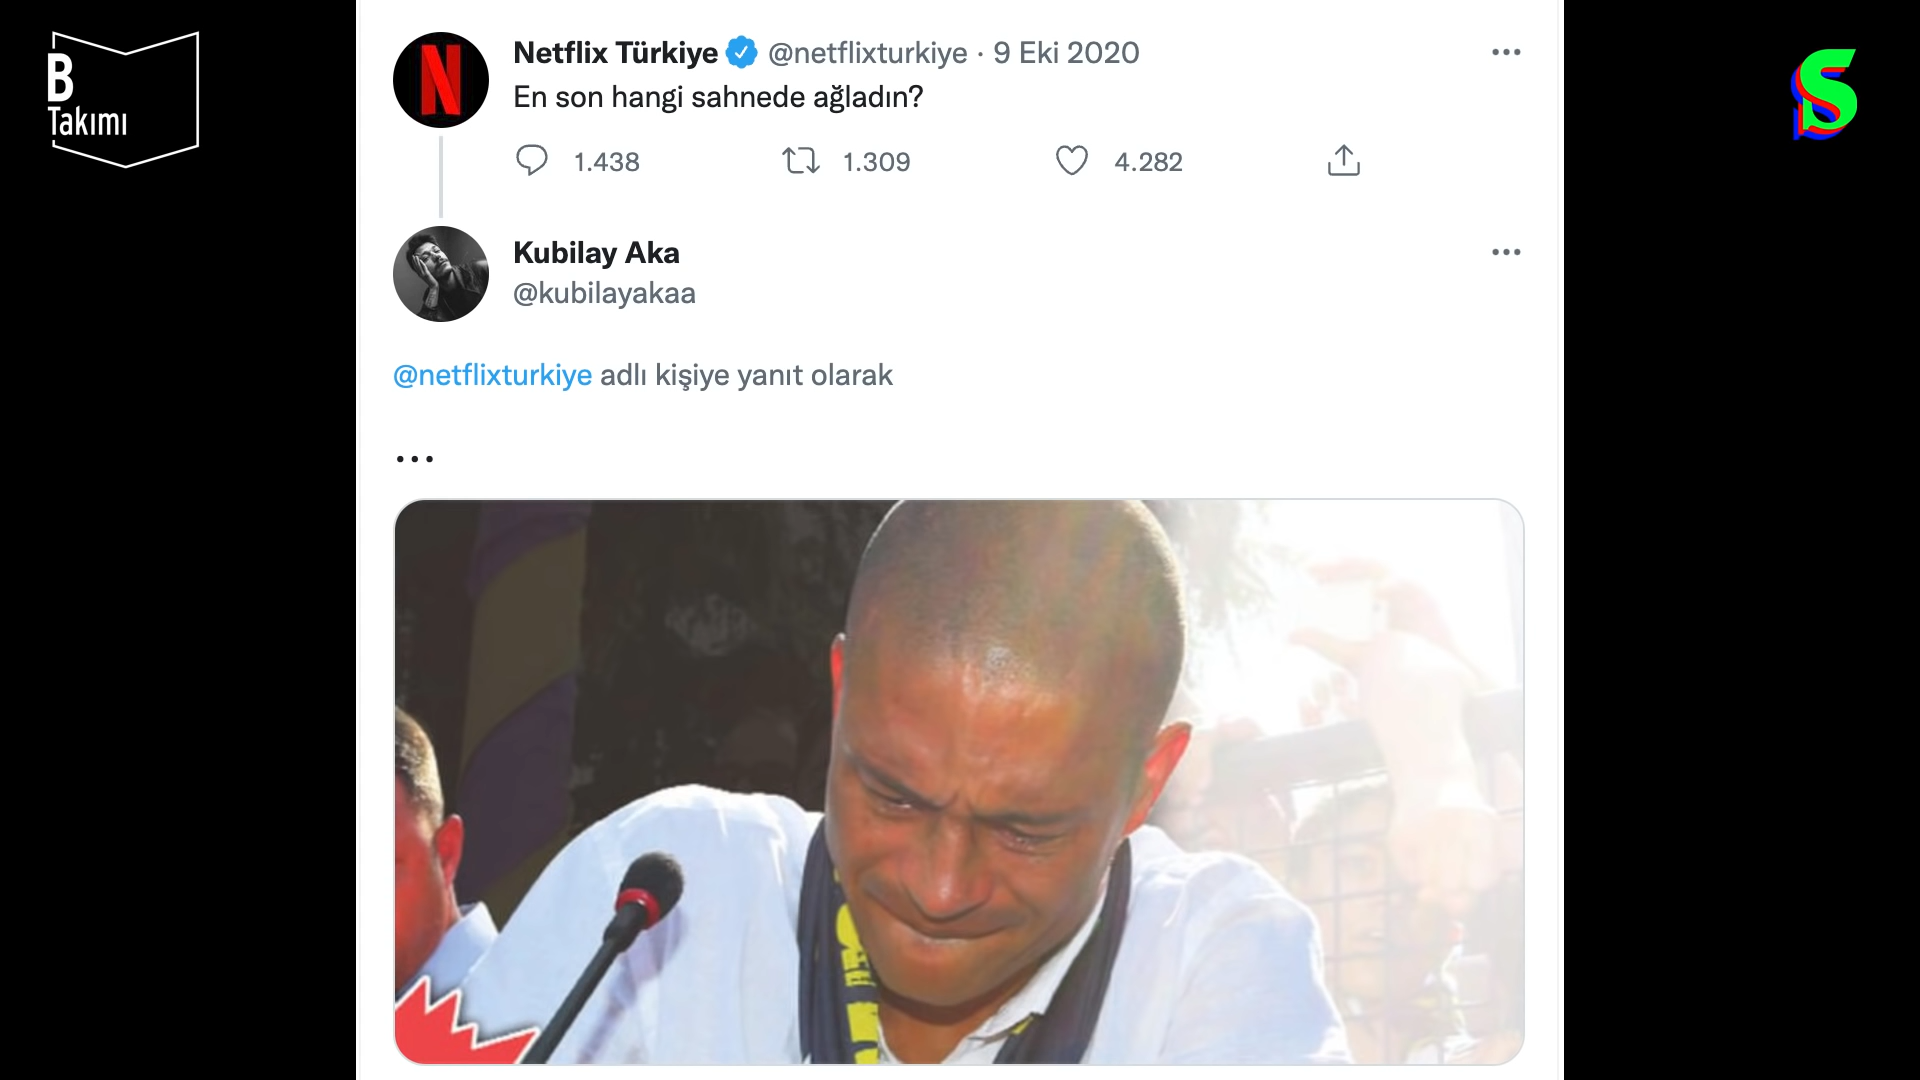 B
Takımı
S
Netflix Türkiye @netflixturkiye · 9 Eki 2020
En son hangi sahnede ağladın?
1.438 1.309 4.282
Kubilay Aka
@kubilayakaa
@netflixturkiye adlı kişiye yanıt olarak
...